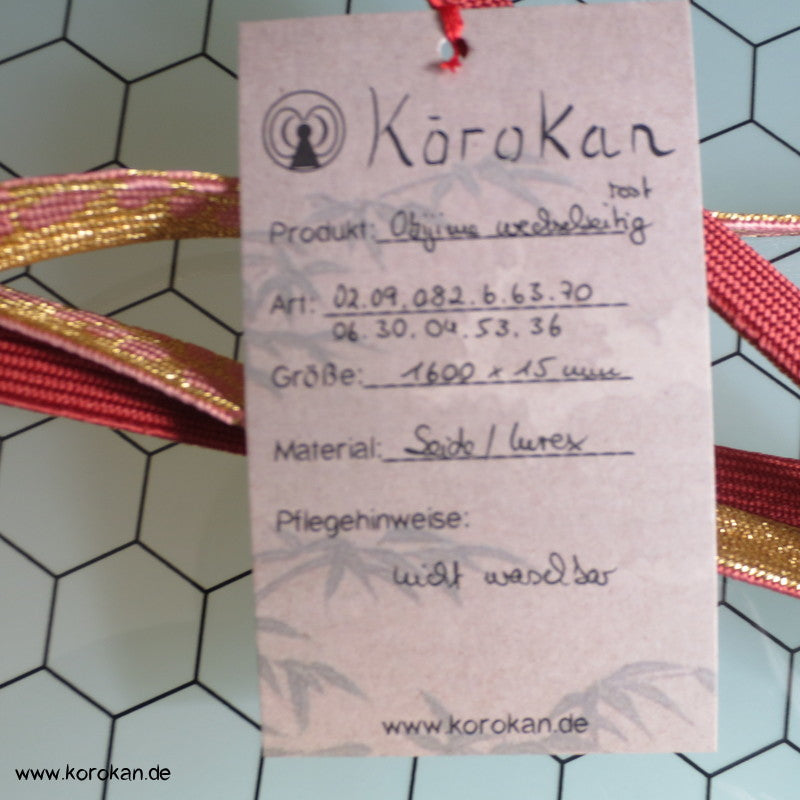 Kōrokan
rost
Produkt: Obijime wechselseitig
Art: 02.09.082.6.63.70
06.30.04.53.36
Größe: 1600 x 15 mm
Material: Seide / Lurex
Pflegehinweise:
nicht waschbar
www.korokan.de
www.korokan.de